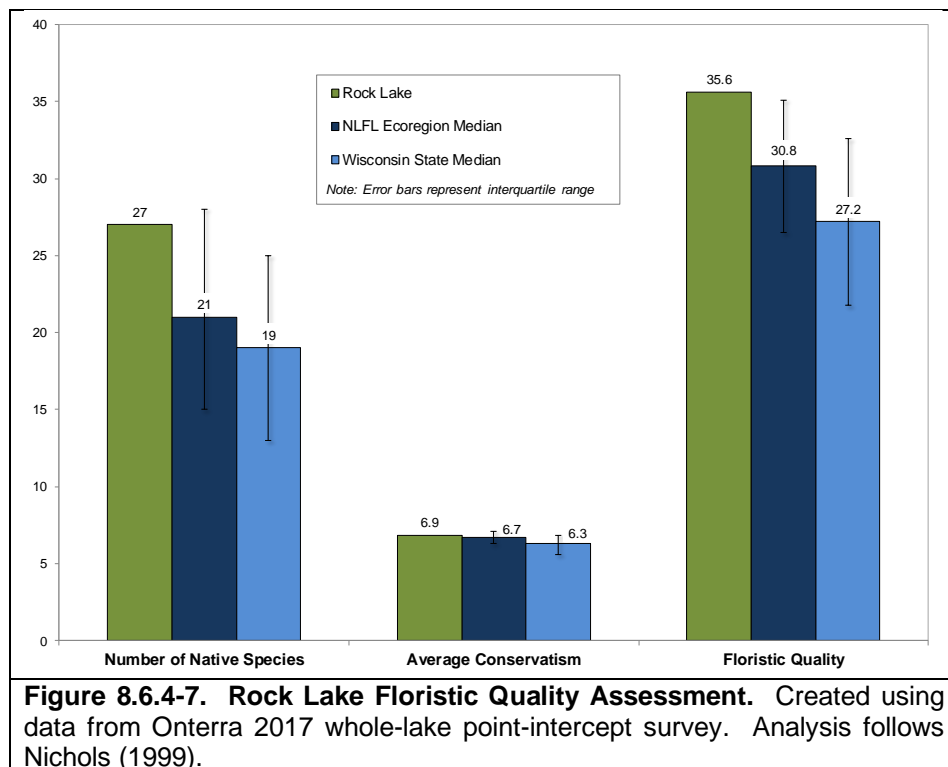 40
35
30
25
20
15
10
5
0
Rock Lake
NLFL Ecoregion Median
Wisconsin State Median
Note: Error bars represent interquartile range
27
21
19
6.9
6.7
6.3
35.6
30.8
27.2
Number of Native Species
Average Conservatism
Floristic Quality
Figure 8.6.4-7. Rock Lake Floristic Quality Assessment. Created using
data from Onterra 2017 whole-lake point-intercept survey. Analysis follows
Nichols (1999).